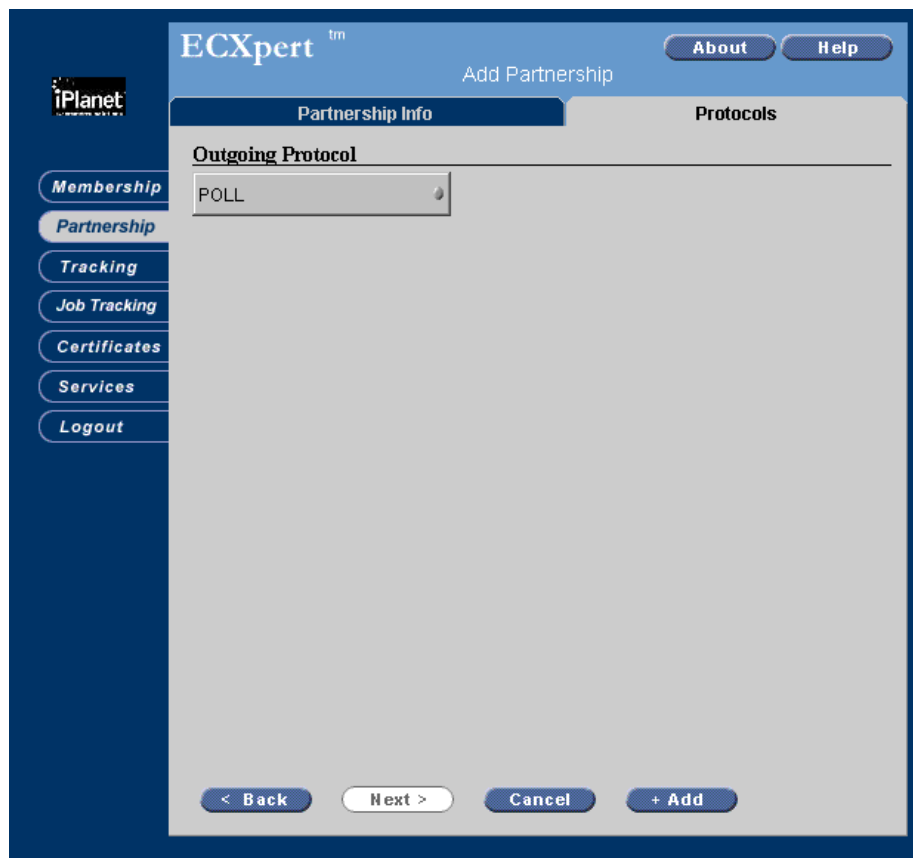 ECXpert tm
About Help
Add Partnership
iPlanet
Partnership Info Protocols
Outgoing Protocol
POLL
Membership
Partnership
Tracking
Job Tracking
Certificates
Services
Logout
< Back Next > Cancel + Add